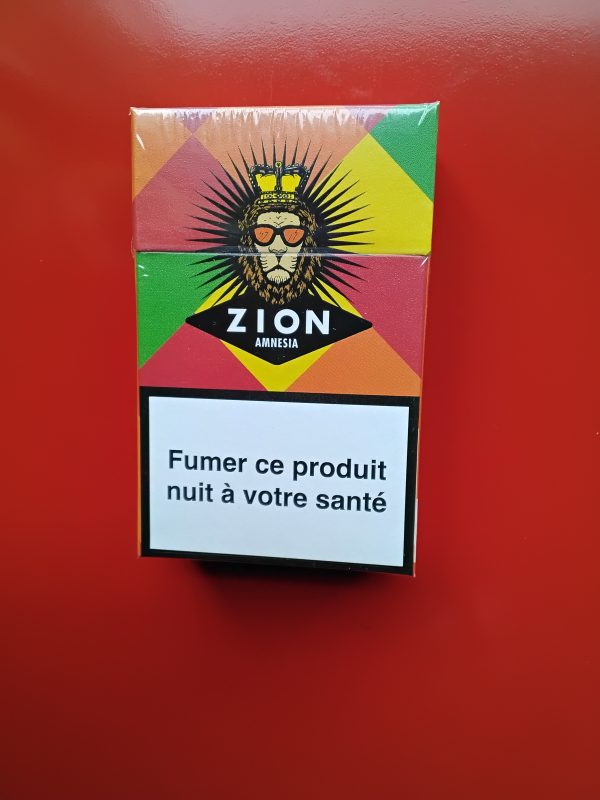 ZION
AMNESIA
Fumer ce produit
nuit à votre santé